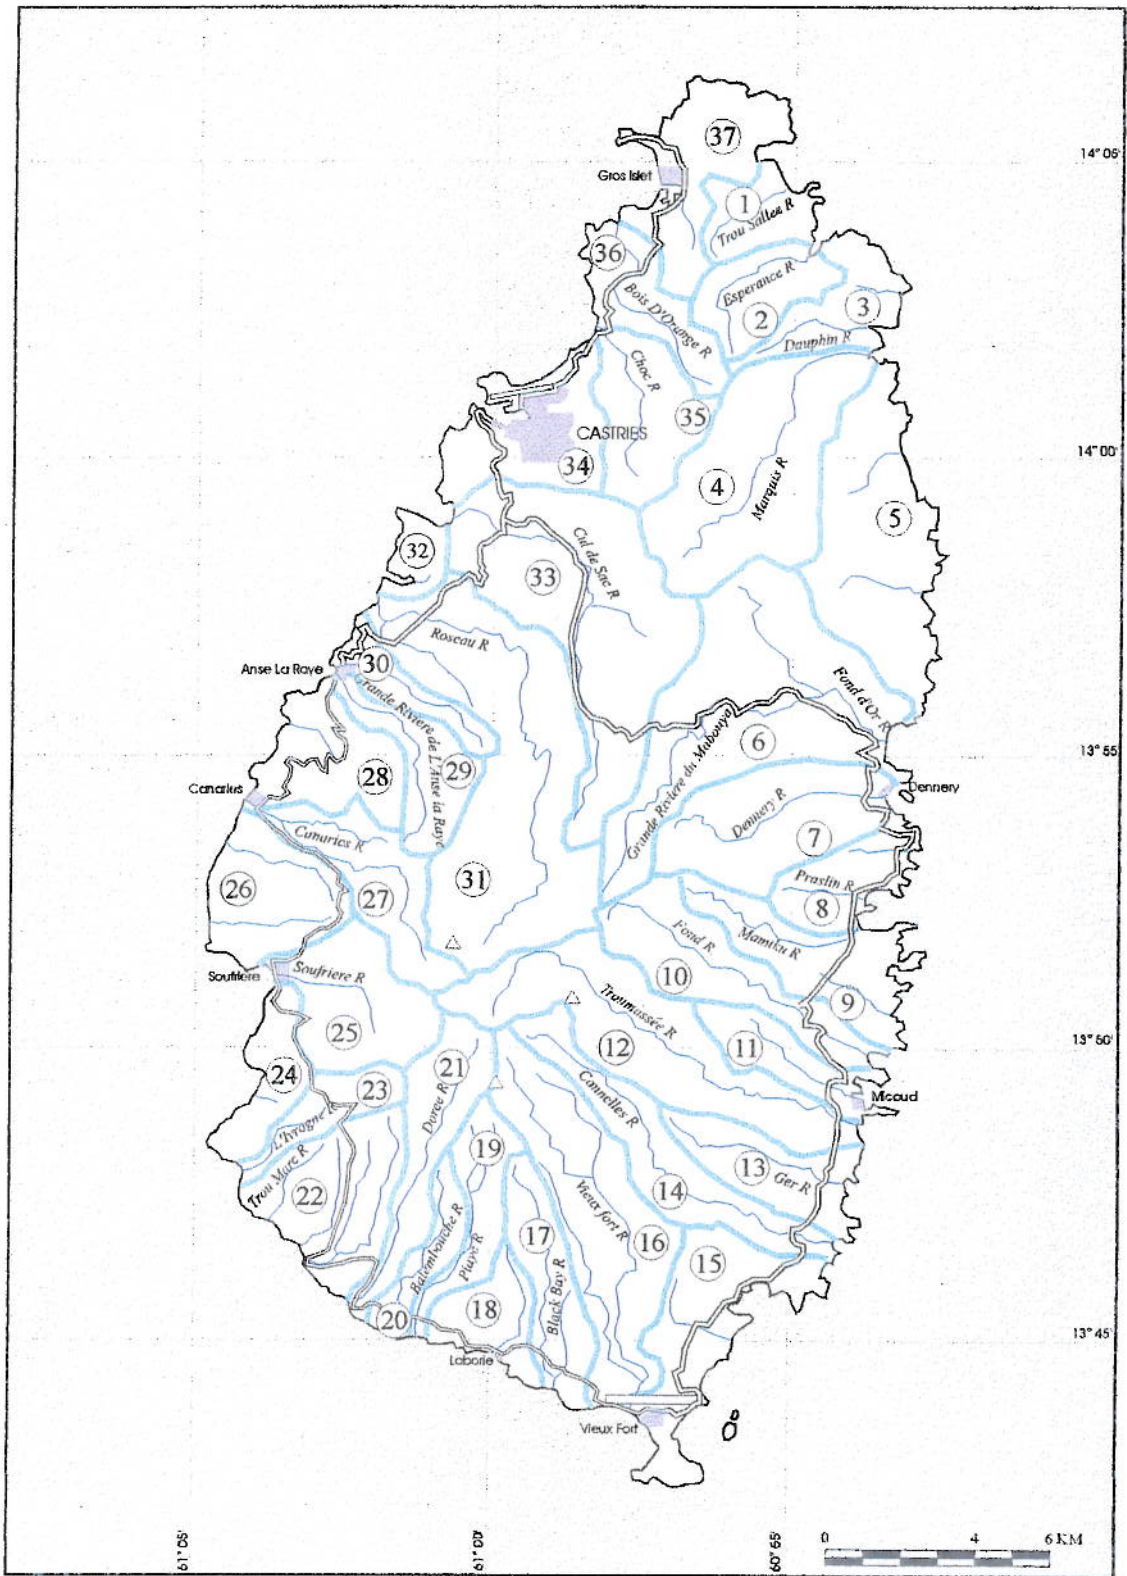 37
14° 05'
Gros Islet
1
Trou Sallee R
36
Esperance R
3
Bois D'Orange R
2
Dauphin R
Choc R
35
CASTRIES
34
14° 00'
4
Marquis R
5
32
Cul de Sac R
33
Roseau R
Anse La Raye
30
Grande Riviere de L'Anse la Raye
Fond d'Or R
Grande Riviere du Mabouya
6
13° 55'
28
29
Canaries
Dennery
Dennery R
Canaries R
7
31
Praslin R
26
27
8
Mamiku R
Fond R
Soufriere
Soufriere R
10
9
Troumassée R
25
12
11
13° 50'
21
24
23
Doree R
Cannelles R
Micoud
L'Ivrogne R
19
13
Trou Marc R
Ger R
22
14
Balembouche R
Vieux fort R
17
16
Playe R
15
Black Bay R
18
20
13° 45'
Laborie
Vieux Fort
61° 05'
61° 00'
60° 55'
0 4 6 KM